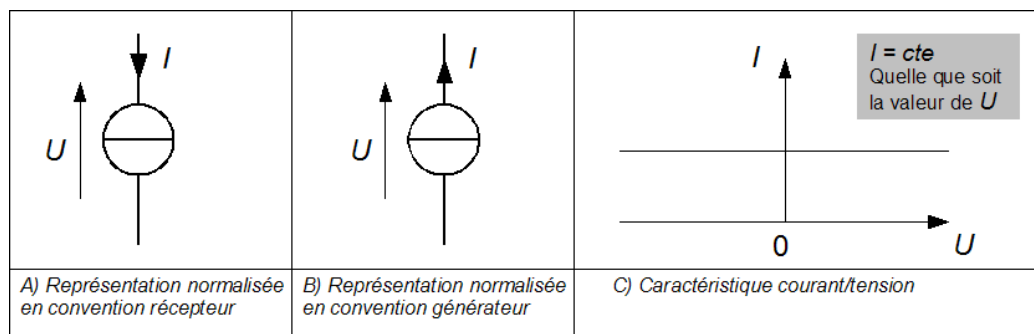 I
U
A) Représentation normalisée
en convention récepteur
I
U
B) Représentation normalisée
en convention générateur
I
I = cte
Quelle que soit
la valeur de U
0
U
C) Caractéristique courant/tension